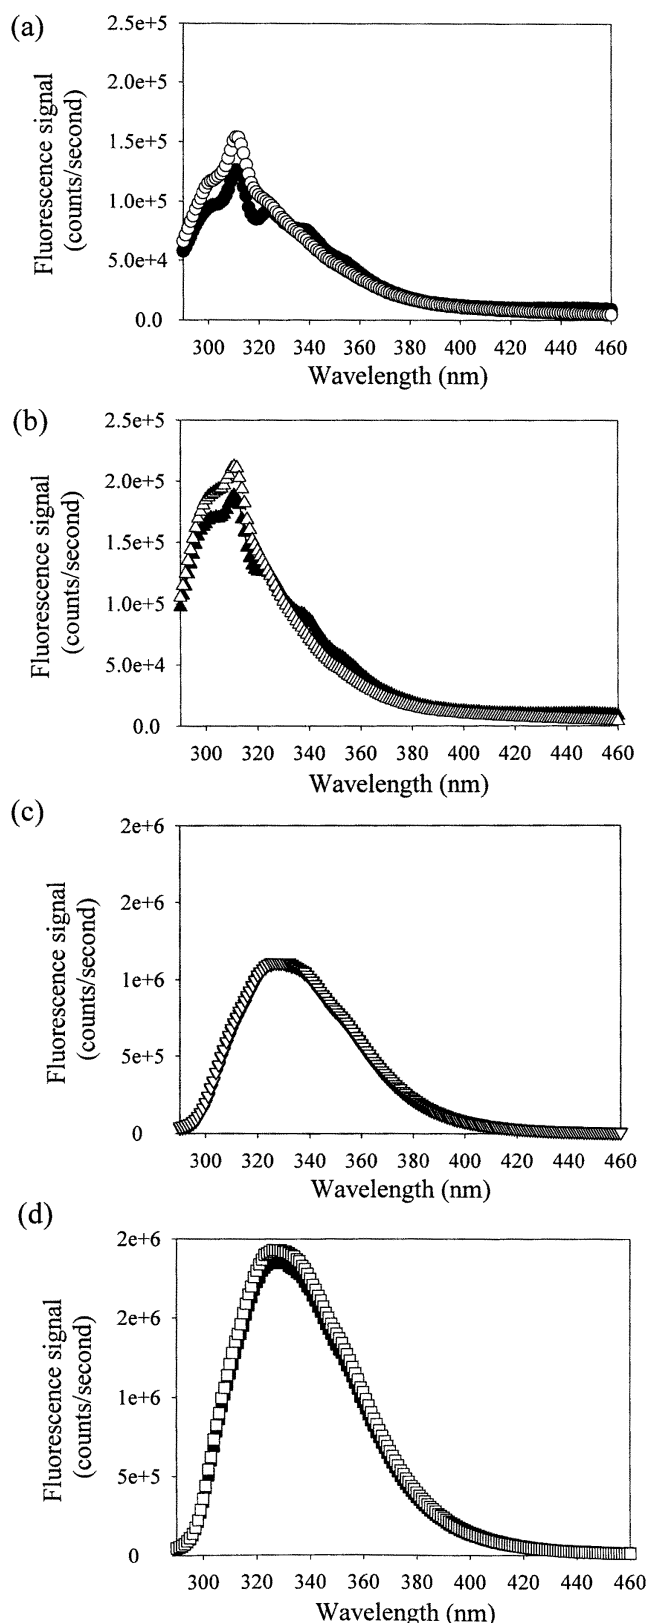 (a)
Fluorescence signal
(counts/second)
2.5e+5
2.0e+5
1.5e+5
1.0e+5
5.0e+4
0.0
300 320 340 360 380 400 420 440 460
Wavelength (nm)
(b)
Fluorescence signal
(counts/second)
2.5e+5
2.0e+5
1.5e+5
1.0e+5
5.0e+4
0.0
300 320 340 360 380 400 420 440 460
Wavelength (nm)
(c)
Fluorescence signal
(counts/second)
2e+6
2e+6
1e+6
5e+5
0
300 320 340 360 380 400 420 440 460
Wavelength (nm)
(d)
Fluorescence signal
(counts/second)
2e+6
2e+6
1e+6
5e+5
0
300 320 340 360 380 400 420 440 460
Wavelength (nm)